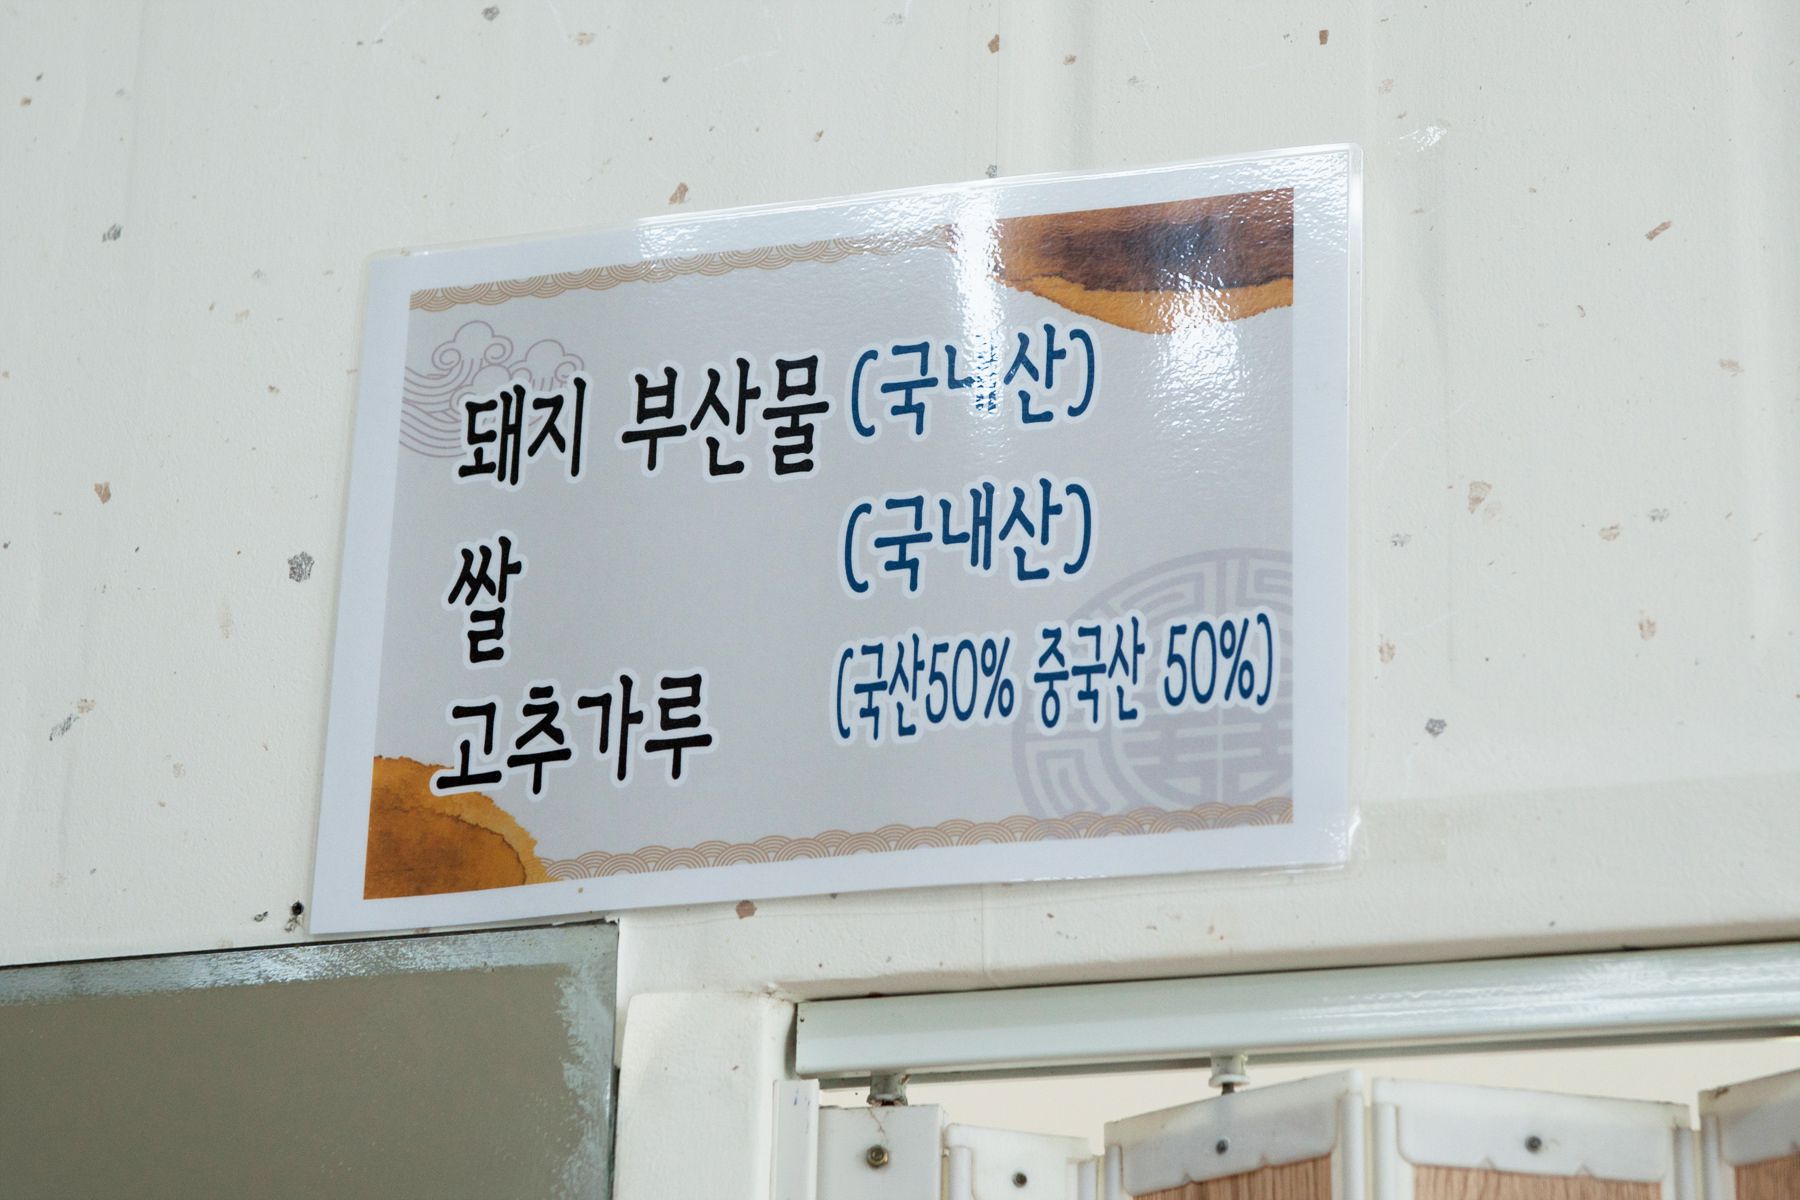 돼지 부산물 (국내산)
쌀 (국내산)
고추가루 (국산50% 중국산 50%)